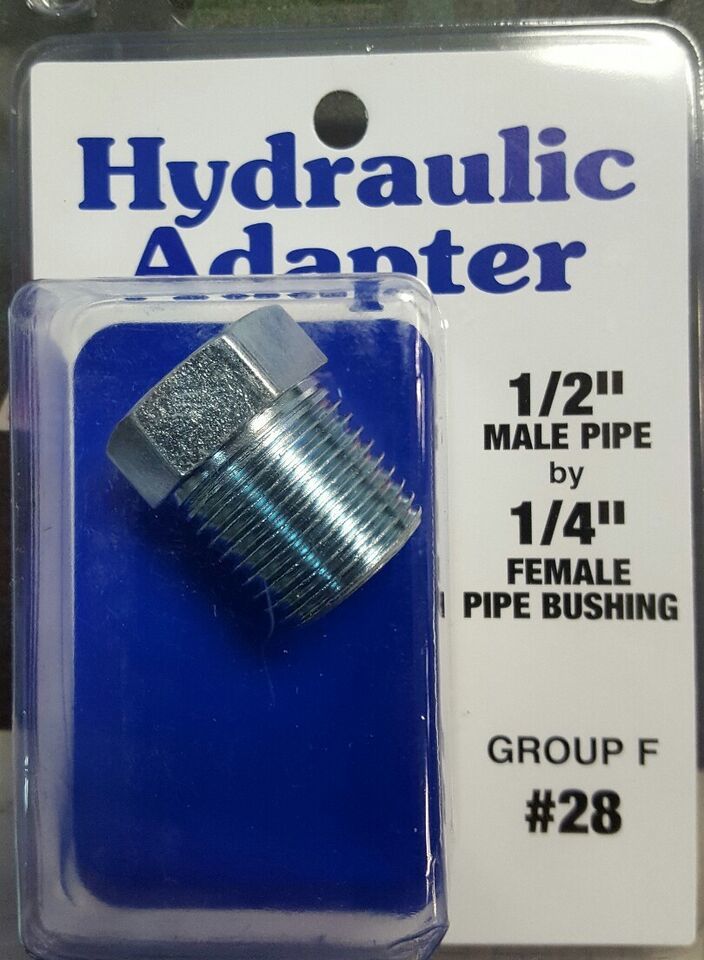 Hydraulic
Adapter
1/2"
MALE PIPE
by
1/4"
FEMALE
PIPE BUSHING
GROUP F
#28